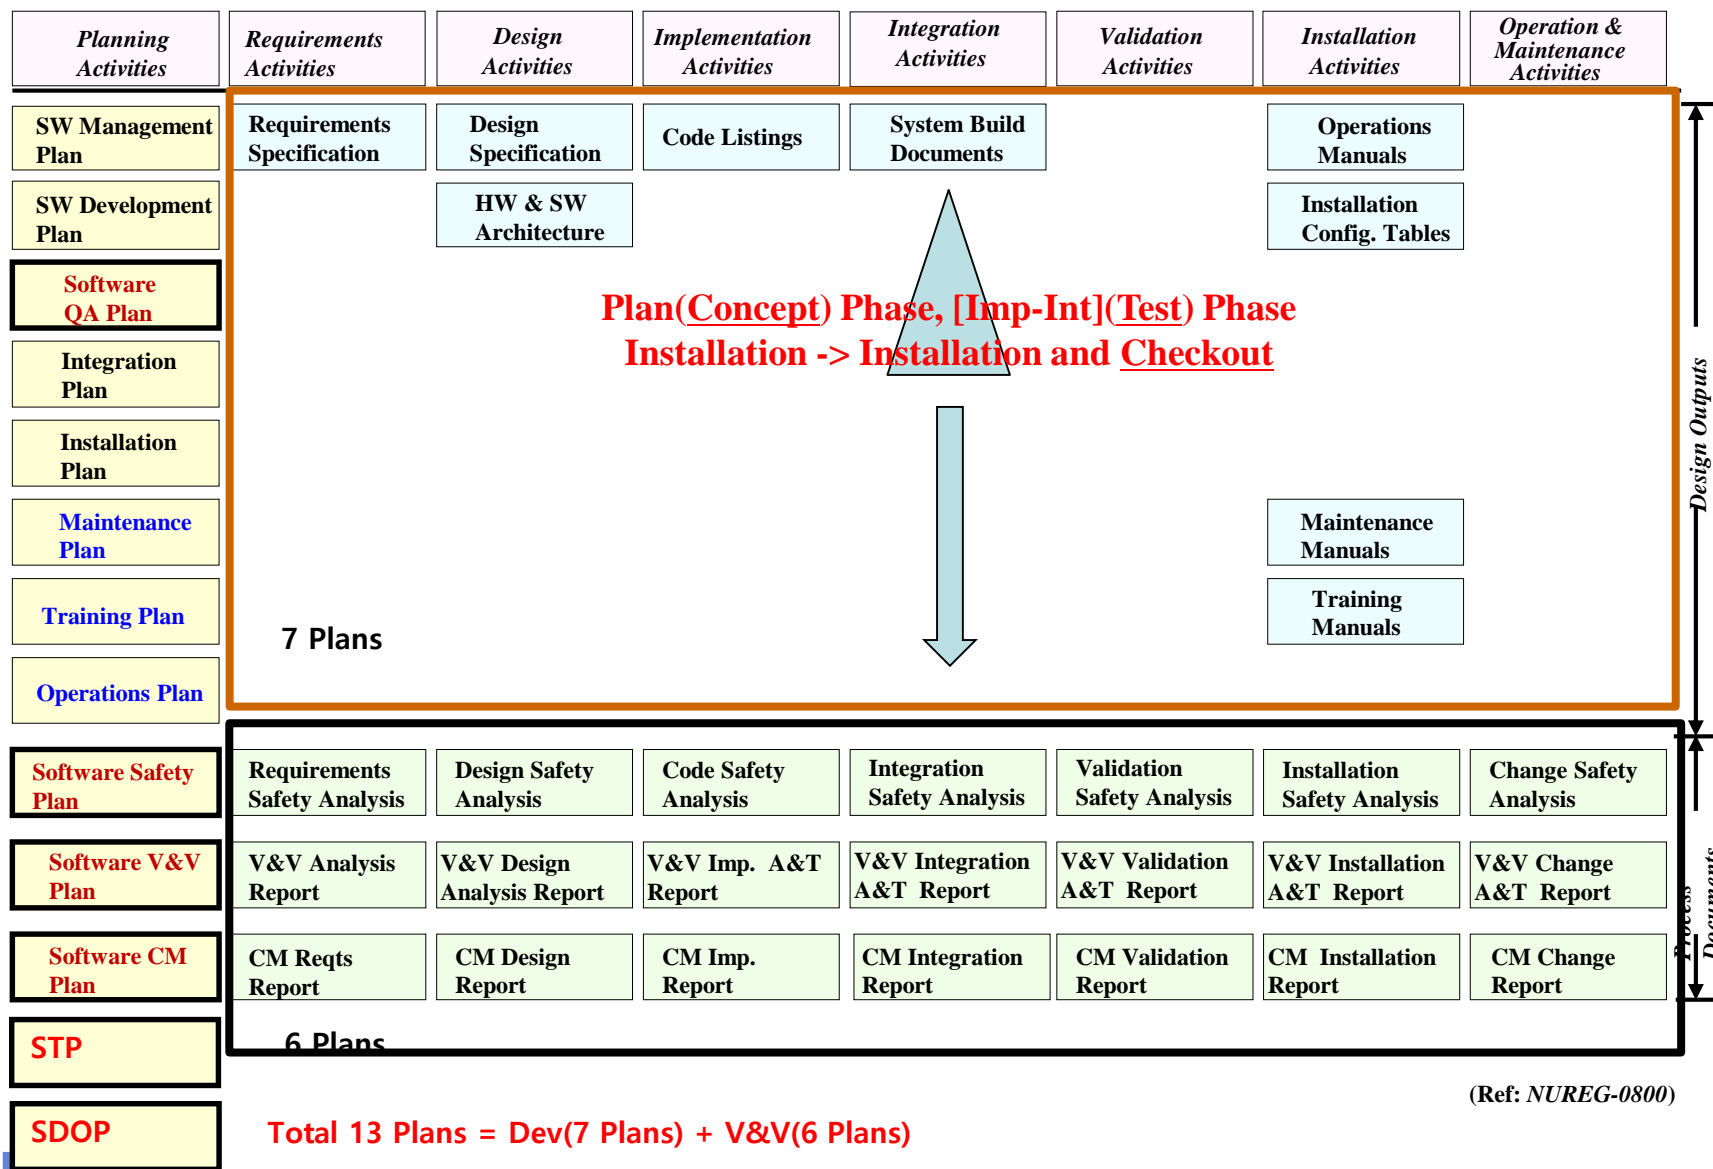 Planning
Activities
Requirements
Activities
Design
Activities
Implementation
Activities
Integration
Activities
Validation
Activities
Installation
Activities
Operation &
Maintenance
Activities
SW Management
Plan
Requirements
Specification
Design
Specification
Code Listings
System Build
Documents
Operations
Manuals
SW Development
Plan
HW & SW
Architecture
Installation
Config. Tables
Software
QA Plan
Plan(Concept) Phase, [Imp-Int](Test) Phase
Installation -> Installation and Checkout
Integration
Plan
Installation
Plan
Design Outputs
Maintenance
Plan
Maintenance
Manuals
Training Plan
Training
Manuals
7 Plans
Operations Plan
Software Safety
Plan
Requirements
Safety Analysis
Design Safety
Analysis
Code Safety
Analysis
Integration
Safety Analysis
Validation
Safety Analysis
Installation
Safety Analysis
Change Safety
Analysis
Software V&V
Plan
V&V Analysis
Report
V&V Design
Analysis Report
V&V Imp. A&T
Report
V&V Integration
A&T Report
V&V Validation
A&T Report
V&V Installation
A&T Report
V&V Change
A&T Report
Process
Documents
Software CM
Plan
CM Reqts
Report
CM Design
Report
CM Imp.
Report
CM Integration
Report
CM Validation
Report
CM Installation
Report
CM Change
Report
STP
6 Plans
(Ref: NUREG-0800)
SDOP
Total 13 Plans = Dev(7 Plans) + V&V(6 Plans)